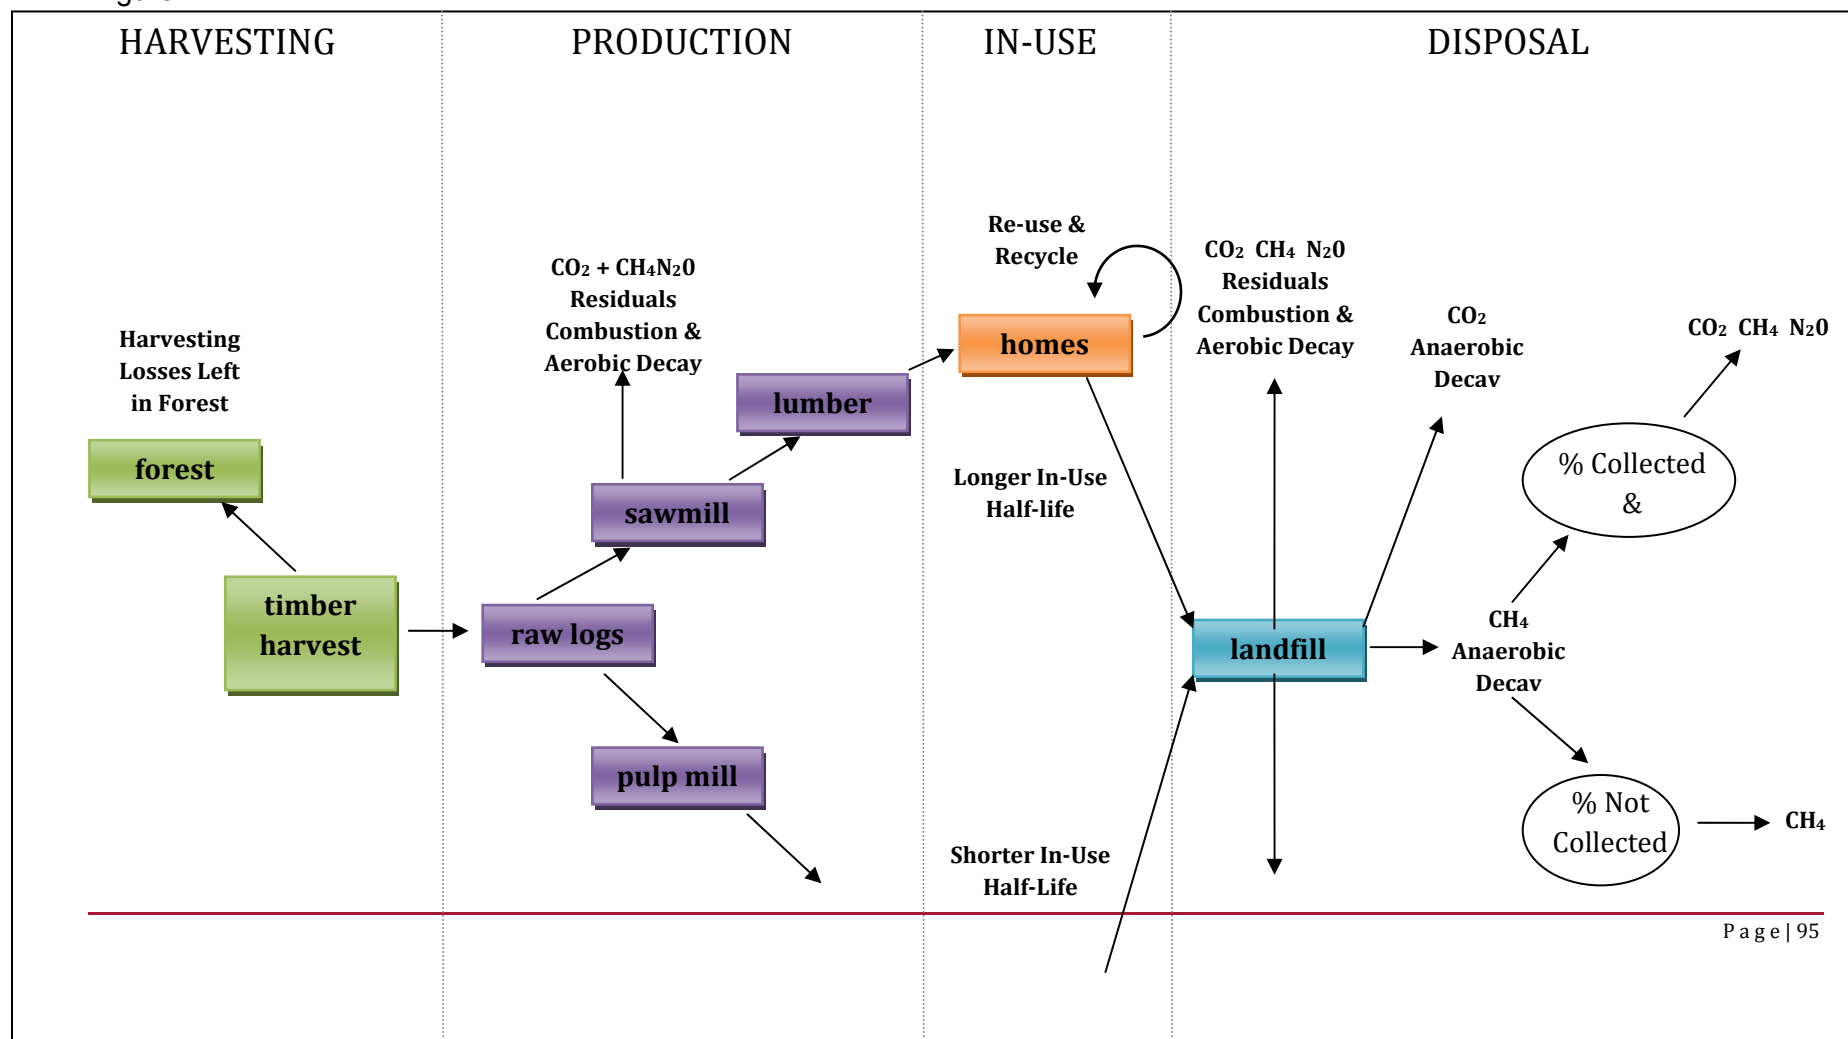 HARVESTING
PRODUCTION
IN-USE
DISPOSAL
Harvesting
Losses Left
in Forest
forest
timber
harvest
CO₂ + CH₄N₂0
Residuals
Combustion &
Aerobic Decay
lumber
sawmill
raw logs
pulp mill
Re-use &
Recycle
homes
Longer In-Use
Half-life
Shorter In-Use
Half-Life
CO₂ CH₄ N₂0
Residuals
Combustion &
Aerobic Decay
landfill
CO₂
Anaerobic
Decay
CH₄
Anaerobic
Decay
% Collected
&
CO₂ CH₄ N₂0
% Not
Collected
CH₄
Page| 95